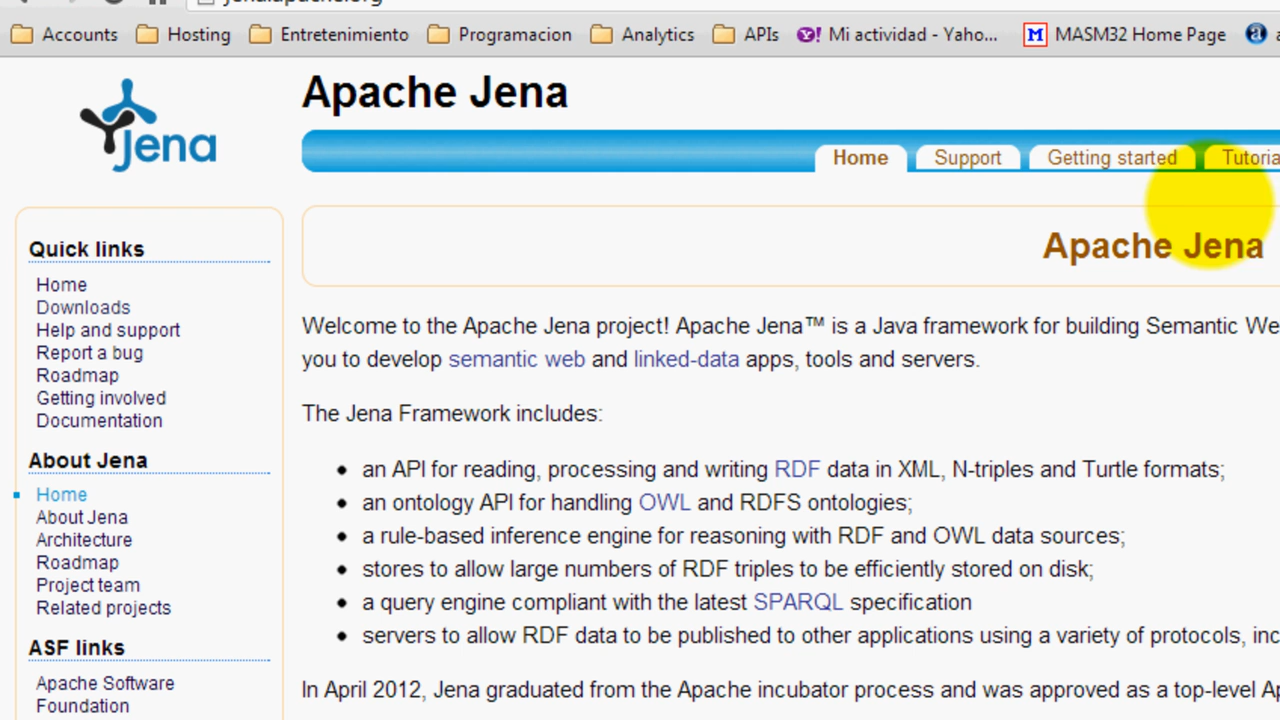 Accounts Hosting Entretenimiento Programacion Analytics APIs Mi actividad - Yaho... MASM32 Home Page
Jena
Apache Jena
Home Support Getting started
Apache Jena
Quick links
Home
Downloads
Help and support
Report a bug
Roadmap
Getting involved
Documentation
About Jena
Home
About Jena
Architecture
Roadmap
Project team
Related projects
ASF links
Apache Software
Foundation
Welcome to the Apache Jena project! Apache Jena™ is a Java framework for building Semantic We
you to develop semantic web and linked-data apps, tools and servers.
The Jena Framework includes:
an API for reading, processing and writing RDF data in XML, N-triples and Turtle formats;
an ontology API for handling OWL and RDFS ontologies;
a rule-based inference engine for reasoning with RDF and OWL data sources;
stores to allow large numbers of RDF triples to be efficiently stored on disk;
a query engine compliant with the latest SPARQL specification
servers to allow RDF data to be published to other applications using a variety of protocols, inc
In April 2012, Jena graduated from the Apache incubator process and was approved as a top-level Ap